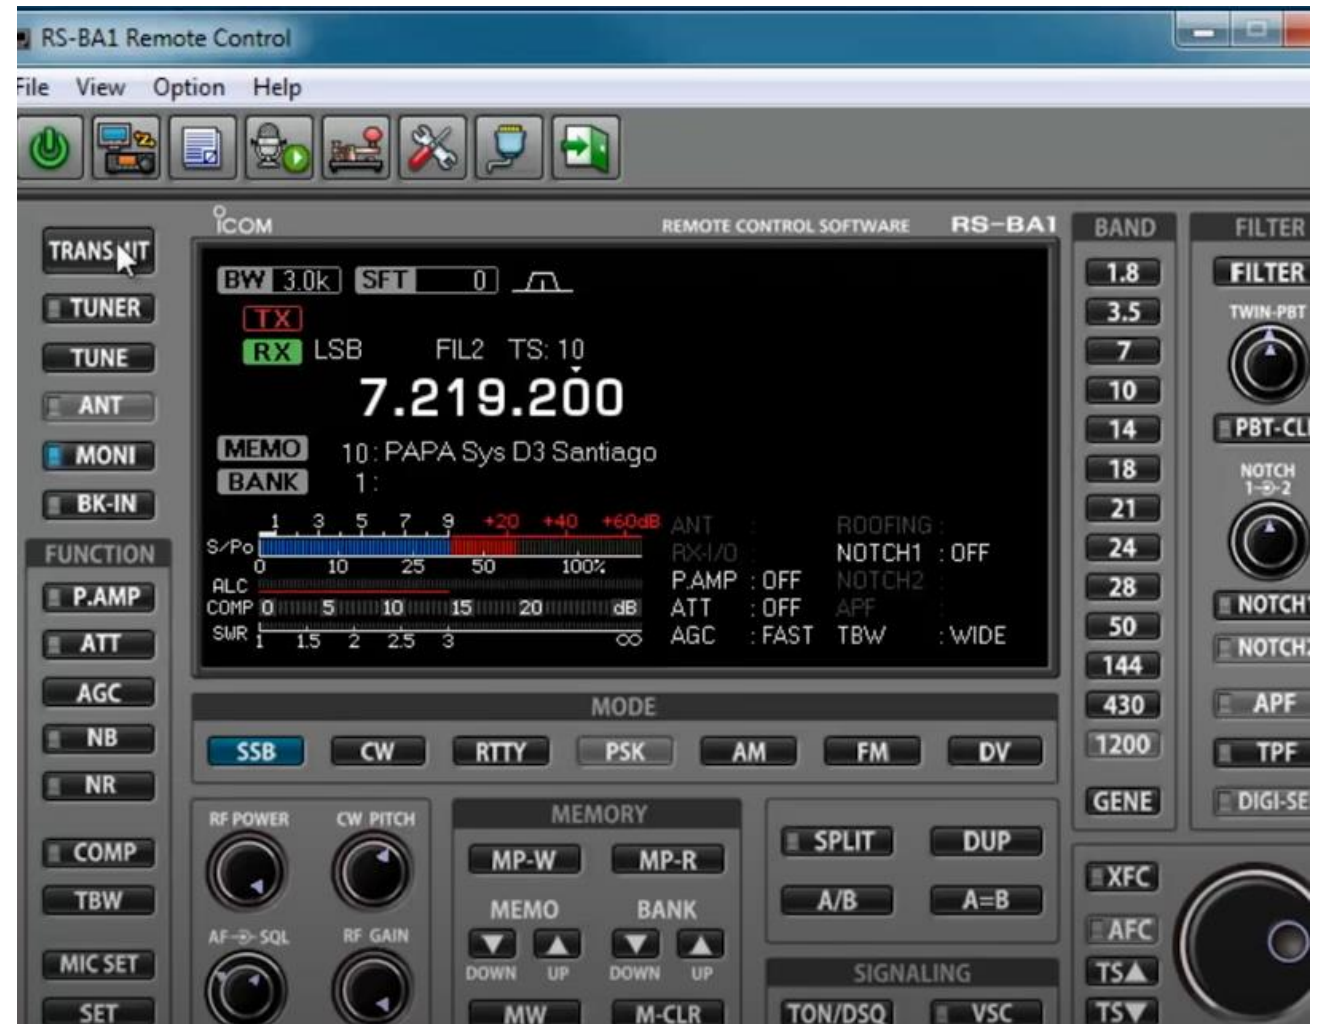 RS-BA1 Remote Control
File View Option Help
ICOM REMOTE CONTROL SOFTWARE RS-BA1
TRANSMIT
TUNER
TUNE
ANT
MONI
BK-IN
FUNCTION
P.AMP
ATT
AGC
NB
NR
COMP
TBW
MIC SET
SET
BW 3.0k SFT 0
TX
RX LSB FIL2 TS: 10
7.219.200
MEMO 10: PAPA Sys D3 Santiago
BANK 1:
1 3 5 7 9 +20 +40 +60dB
S/Po
0 10 25 50 100%
ALC
COMP 0 5 10 15 20 dB
SWR 1 1.5 2 2.5 3 ∞
ANT : ROOFING :
RX-I/O : NOTCH1 : OFF
P.AMP : OFF NOTCH2 :
ATT : OFF APF :
AGC : FAST TBW : WIDE
MODE
SSB CW RTTY PSK AM FM DV
RF POWER CW PITCH
AF SQL RF GAIN
MEMORY
MP-W MP-R
MEMO BANK
DOWN UP DOWN UP
MW M-CLR
SPLIT DUP
A/B A=B
SIGNALING
TON/DSQ VSC
BAND
1.8
3.5
7
10
14
18
21
24
28
50
144
430
1200
GENE
FILTER
FILTER
TWIN-PBT
PBT-CL
NOTCH
1 2
NOTCH1
NOTCH2
APF
TPF
DIGI-SE
XFC
AFC
TS▲
TS▼